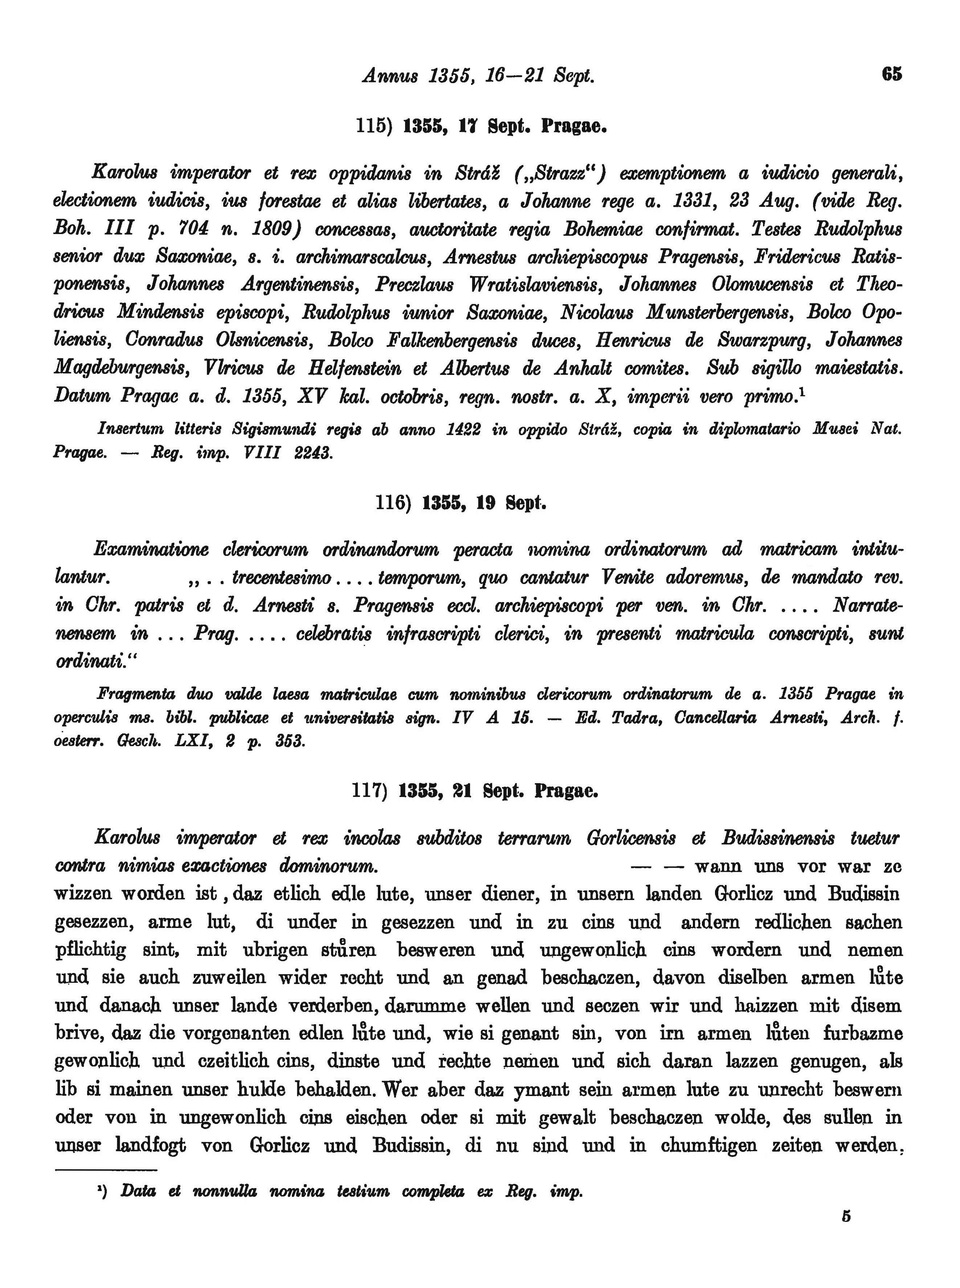 Annus 1355, 16—21 Sept. 65
115) 1355, 17 Sept. Pragae.
Karolus imperator et rex oppidanis in Stráž („Strazz“) exemptionem a iudicio generali,
electionem iudicis, ius forestae et alias libertates, a Johanne rege a. 1331, 23 Aug. (vide Reg.
Boh. III p. 704 n. 1809) concessas, auctoritate regia Bohemiae confirmat. Testes Rudolphus
senior dux Saxoniae, s. i. archimarscalcus, Arnestus archiepiscopus Pragensis, Fridericus Ratis-
ponensis, Johannes Argentinensis, Preczlaus Wratislaviensis, Johannes Olomucensis et Theo-
dricus Mindensis episcopi, Rudolphus iunior Saxoniae, Nicolaus Munsterbergensis, Bolco Opo-
liensis, Conradus Olsnicensis, Bolco Falkenbergensis duces, Henricus de Swarzpurg, Johannes
Magdeburgensis, Vlricus de Helfenstein et Albertus de Anhalt comites. Sub sigillo maiestatis.
Datum Pragae a. d. 1355, XV kal. octobris, regn. nostr. a. X, imperii vero primo.¹
Insertum litteris Sigismundi regis ab anno 1422 in oppido Stráž, copia in diplomatario Musei Nat.
Pragae. — Reg. imp. VIII 2243.
116) 1355, 19 Sept.
Examinatione clericorum ordinandorum peracta nomina ordinatorum ad matricam intitu-
lantur. „ . . trecentesimo . . . . temporum, quo cantatur Venite adoremus, de mandato rev.
in Chr. patris et d. Arnesti s. Pragensis eccl. archiepiscopi per ven. in Chr. . . . . Narrate-
nensem in . . . Prag. . . . . celebratis infrascripti clerici, in presenti matricula conscripti, sunt
ordinati.“
Fragmenta duo valde laesa matriculae cum nominibus clericorum ordinatorum de a. 1355 Pragae in
operculis ms. bibl. publicae et universitatis sign. IV A 15. — Ed. Tadra, Cancellaria Arnesti, Arch. f.
oesterr. Gesch. LXI, 2 p. 353.
117) 1355, 21 Sept. Pragae.
Karolus imperator et rex incolas subditos terrarum Gorlicensis et Budissinensis tuetur
contra nimias exactiones dominorum. — — wann uns vor war ze
wizzen worden ist , daz etlich edle lute, unser diener, in unsern landen Gorlicz und Budissin
gesezzen, arme lut, di under in gesezzen und in zu cins und andern redlichen sachen
pflichtig sint, mit ubrigen stůren besweren und ungewonlich cins wordern und nemen
und sie auch zuweilen wider recht und an genad beschaczen, davon diselben armen lůte
und danach unser lande verderben, darumme wellen und seczen wir und haizzen mit disem
brive, daz die vorgenanten edlen lůte und, wie si genant sin, von irn armen lůten furbazme
gewonlich und czeitlich cins, dinste und rechte nemen und sich daran lazzen genugen, als
lib si mainen unser hulde behalden. Wer aber daz ymant sein armen lute zu unrecht beswern
oder von in ungewonlich cins eischen oder si mit gewalt beschaczen wolde, des sullen in
unser landfogt von Gorlicz und Budissin, di nu sind und in chumftigen zeiten werden,
¹) Data et nonnulla nomina testium completa ex Reg. imp.
5